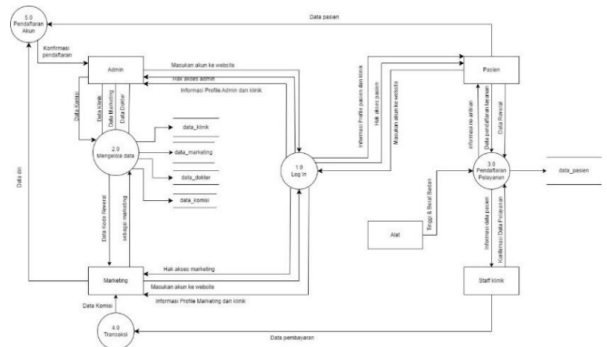 5.0
Pendaftaran
Akun
Data pasien
Konfirmasi
pendaftaran
Admin
Masukan akun ke website
Hak akses admin
Informasi Profile Admin dan klinik
Pasien
Data Komisi
Data Klinik
Data Marketing
Data Dokter
2.0
Mengelola data
data_klinik
data_marketing
data_dokter
data_komisi
1.0
Log in
Informasi Profile pasien dan klinik
Hak akses pasien
Masukan akun ke website
Informasi no antrian
Data pendaftaran layanan
Data Reveral
3.0
Pendaftaran
Pelayanan
data_pasien
Tinggi & Berat Badan
Alat
Data diri
Data Kode Reveral
sebagai marketing
Informasi data pasien
Konfirmasi Data Pelayanan
Marketing
Hak akses marketing
Masukan akun ke website
Informasi Profile Marketing dan klinik
Staff klinik
Data Komisi
4.0
Transaksi
Data pembayaran